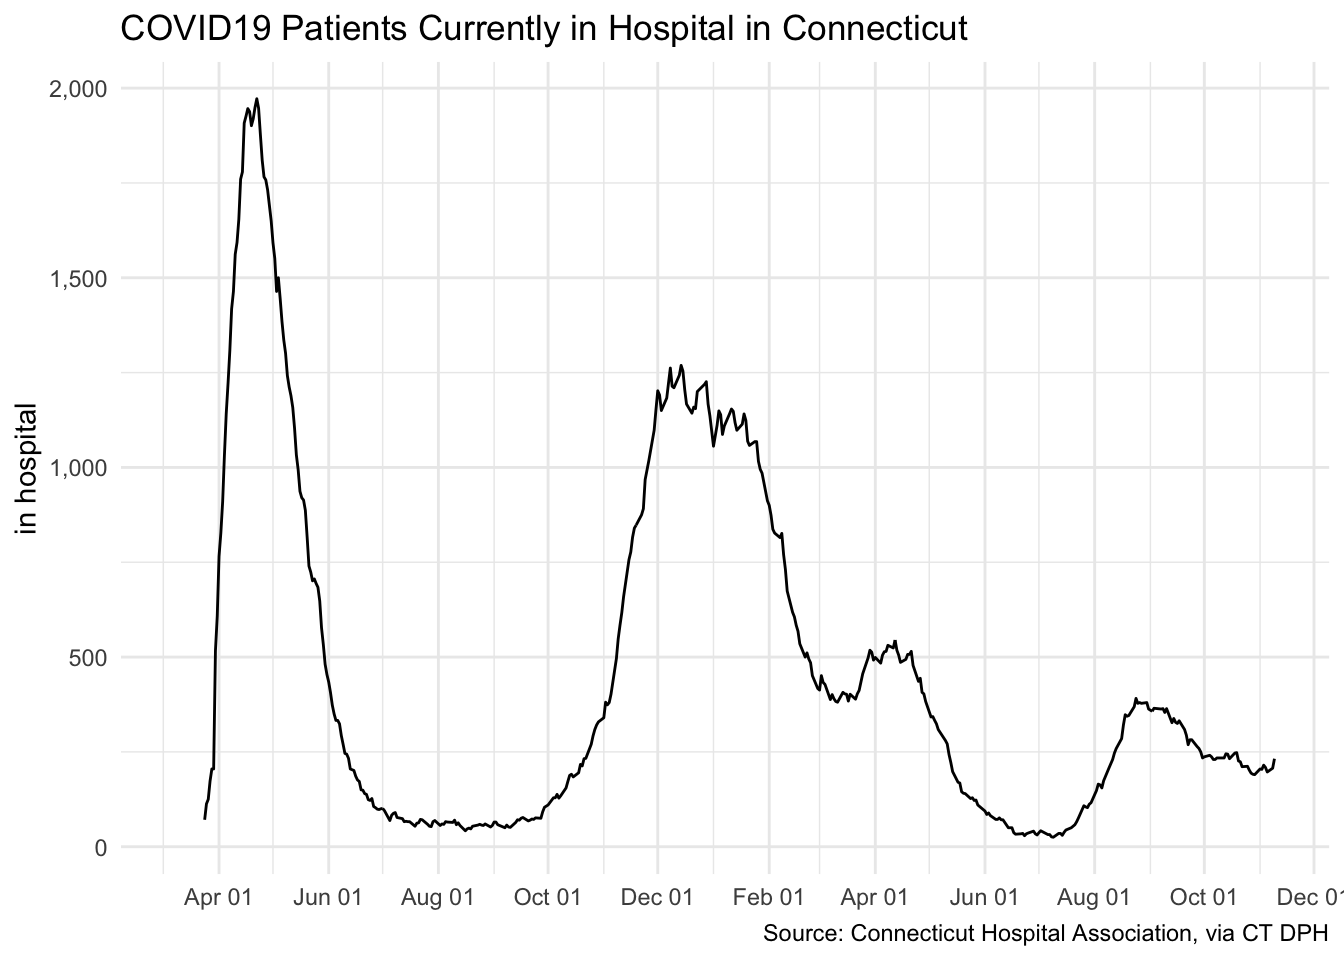 COVID19 Patients Currently in Hospital in Connecticut
2,000
1,500
1,000
500
0
in hospital
Apr 01 Jun 01 Aug 01 Oct 01 Dec 01 Feb 01 Apr 01 Jun 01 Aug 01 Oct 01 Dec 01
Source: Connecticut Hospital Association, via CT DPH